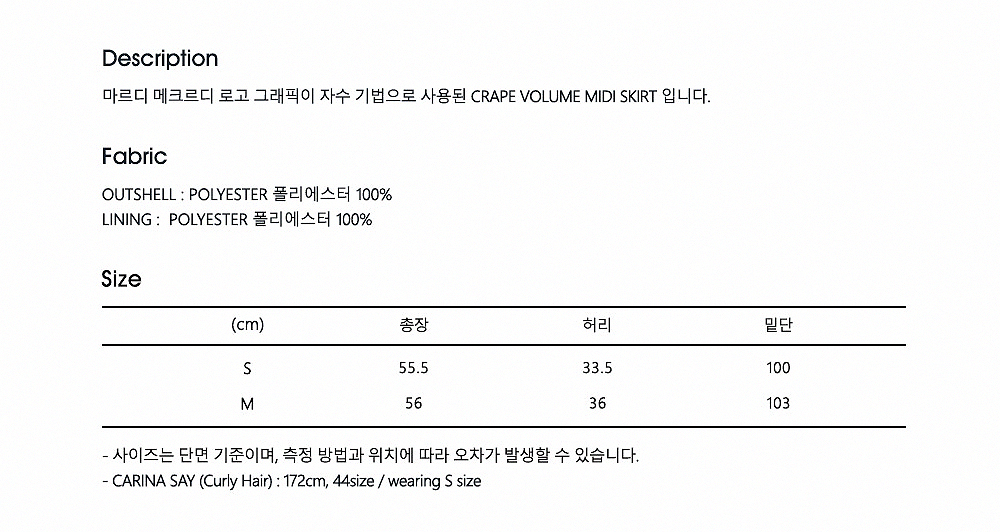 Description
마르디 메크르디 로고 그래픽이 자수 기법으로 사용된 CRAPE VOLUME MIDI SKIRT 입니다.
Fabric
OUTSHELL : POLYESTER 폴리에스터 100%
LINING : POLYESTER 폴리에스터 100%
Size
(cm) 총장 허리 밑단
S 55.5 33.5 100
M 56 36 103
- 사이즈는 단면 기준이며, 측정 방법과 위치에 따라 오차가 발생할 수 있습니다.
- CARINA SAY (Curly Hair) : 172cm, 44size / wearing S size